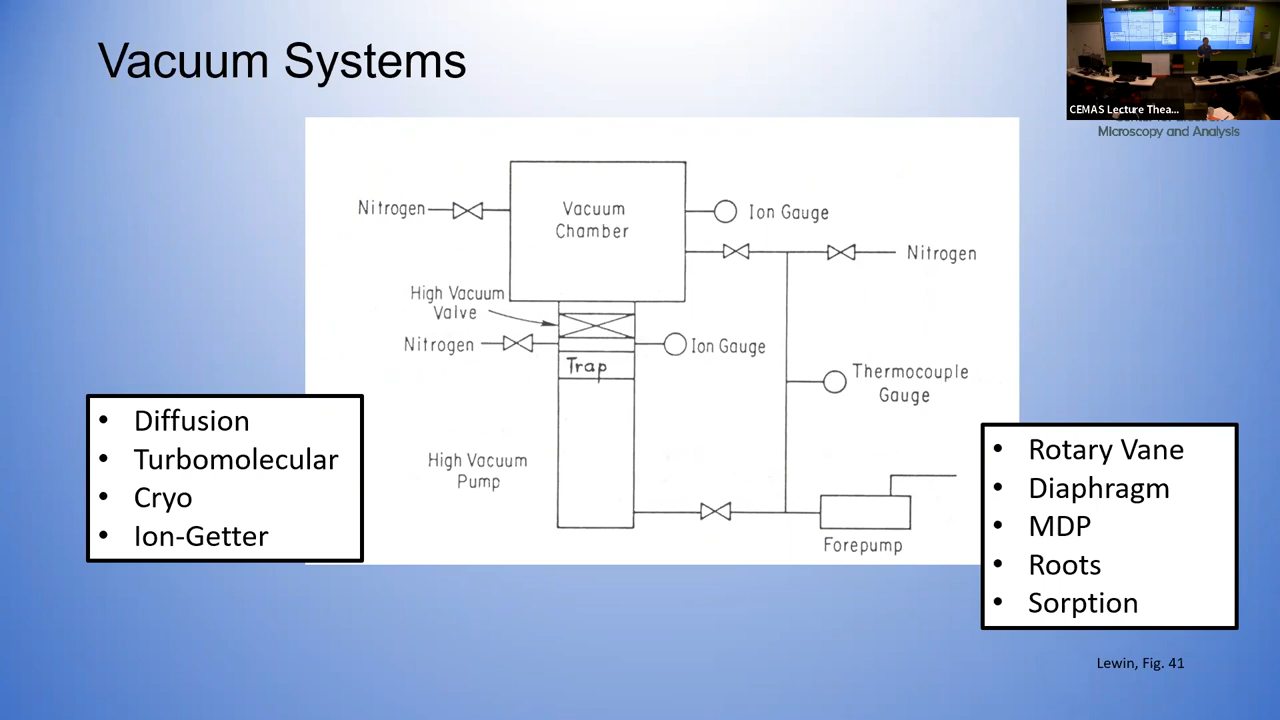 Vacuum Systems
CEMAS Lecture Thea...
Microscopy and Analysis
Nitrogen
Vacuum
Chamber
Ion Gauge
Nitrogen
High Vacuum
Valve
Nitrogen
Ion Gauge
Trap
Thermocouple
Gauge
High Vacuum
Pump
Forepump
• Diffusion
• Turbomolecular
• Cryo
• Ion-Getter
• Rotary Vane
• Diaphragm
• MDP
• Roots
• Sorption
Lewin, Fig. 41